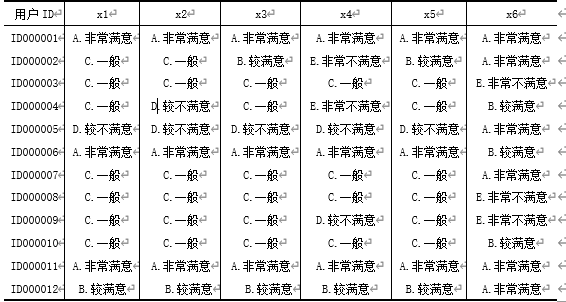 用户ID x1 x2 x3 x4 x5 x6
ID000001 A.非常满意 A.非常满意 A.非常满意 A.非常满意 A.非常满意 A.非常满意
ID000002 C.一般 C.一般 B.较满意 E.非常不满意 B.较满意 A.非常满意
ID000003 C.一般 C.一般 C.一般 C.一般 C.一般 E.非常不满意
ID000004 C.一般 D.较不满意 C.一般 E.非常不满意 C.一般 B.较满意
ID000005 D.较不满意 D.较不满意 D.较不满意 D.较不满意 D.较不满意 A.非常满意
ID000006 A.非常满意 A.非常满意 A.非常满意 A.非常满意 A.非常满意 B.较满意
ID000007 C.一般 C.一般 C.一般 C.一般 C.一般 A.非常满意
ID000008 C.一般 C.一般 C.一般 C.一般 C.一般 E.非常不满意
ID000009 C.一般 C.一般 C.一般 D.较不满意 C.一般 E.非常不满意
ID000010 C.一般 C.一般 C.一般 C.一般 C.一般 B.较满意
ID000011 A.非常满意 A.非常满意 A.非常满意 A.非常满意 A.非常满意 A.非常满意
ID000012 B.较满意 B.较满意 B.较满意 B.较满意 B.较满意 A.非常满意